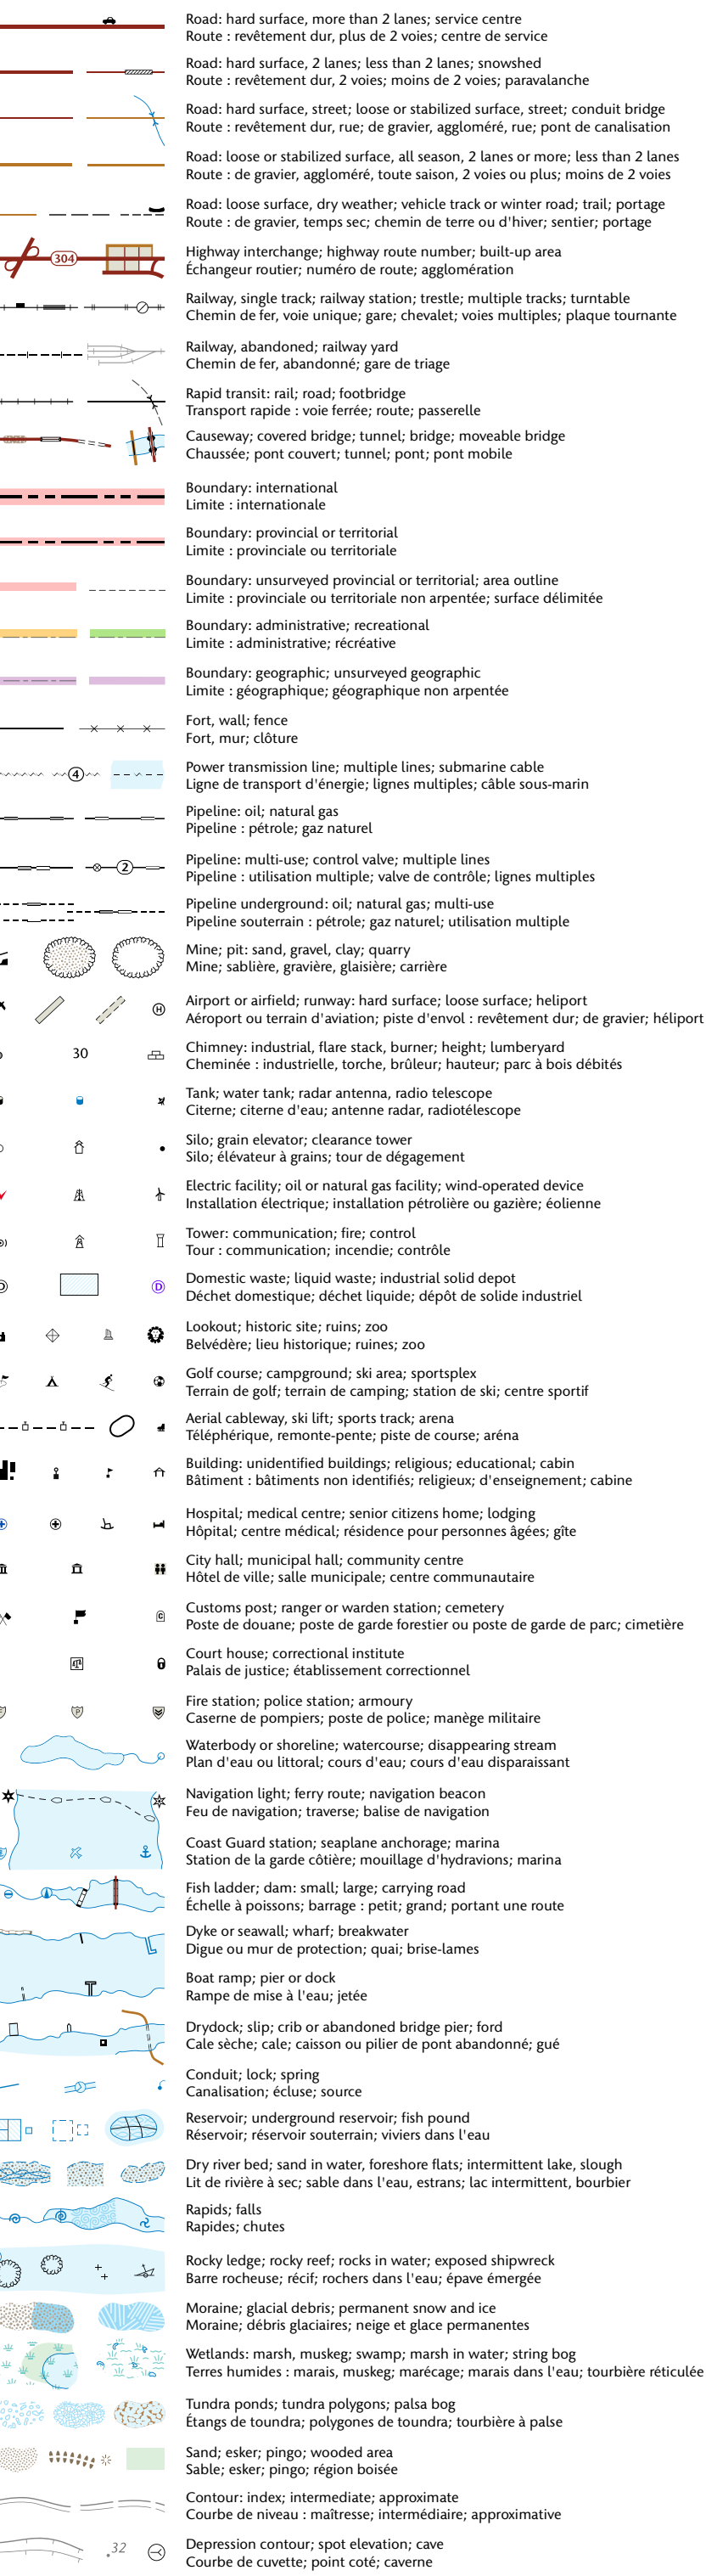 Road: hard surface, more than 2 lanes; service centre
Route : revêtement dur, plus de 2 voies; centre de service
Road: hard surface, 2 lanes; less than 2 lanes; snowshed
Route : revêtement dur, 2 voies; moins de 2 voies; paravalanche
Road: hard surface, street; loose or stabilized surface, street; conduit bridge
Route : revêtement dur, rue; de gravier, aggloméré, rue; pont de canalisation
Road: loose or stabilized surface, all season, 2 lanes or more; less than 2 lanes
Route : de gravier, aggloméré, toute saison, 2 voies ou plus; moins de 2 voies
Road: loose surface, dry weather; vehicle track or winter road; trail; portage
Route : de gravier, temps sec; chemin de terre ou d'hiver; sentier; portage
304
Highway interchange; highway route number; built-up area
Échangeur routier; numéro de route; agglomération
Railway, single track; railway station; trestle; multiple tracks; turntable
Chemin de fer, voie unique; gare; chevalet; voies multiples; plaque tournante
Railway, abandoned; railway yard
Chemin de fer, abandonné; gare de triage
Rapid transit: rail; road; footbridge
Transport rapide : voie ferrée; route; passerelle
Causeway; covered bridge; tunnel; bridge; moveable bridge
Chaussée; pont couvert; tunnel; pont; pont mobile
Boundary: international
Limite : internationale
Boundary: provincial or territorial
Limite : provinciale ou territoriale
Boundary: unsurveyed provincial or territorial; area outline
Limite : provinciale ou territoriale non arpentée; surface délimitée
Boundary: administrative; recreational
Limite : administrative; récréative
Boundary: geographic; unsurveyed geographic
Limite : géographique; géographique non arpentée
Fort, wall; fence
Fort, mur; clôture
4
Power transmission line; multiple lines; submarine cable
Ligne de transport d'énergie; lignes multiples; câble sous-marin
Pipeline: oil; natural gas
Pipeline : pétrole; gaz naturel
2
Pipeline: multi-use; control valve; multiple lines
Pipeline : utilisation multiple; valve de contrôle; lignes multiples
Pipeline underground: oil; natural gas; multi-use
Pipeline souterrain : pétrole; gaz naturel; utilisation multiple
Mine; pit: sand, gravel, clay; quarry
Mine; sablière, gravière, glaisière; carrière
H
Airport or airfield; runway: hard surface; loose surface; heliport
Aéroport ou terrain d'aviation; piste d'envol : revêtement dur; de gravier; héliport
30
Chimney: industrial, flare stack, burner; height; lumberyard
Cheminée : industrielle, torche, brûleur; hauteur; parc à bois débités
Tank; water tank; radar antenna, radio telescope
Citerne; citerne d'eau; antenne radar, radiotélescope
Silo; grain elevator; clearance tower
Silo; élévateur à grains; tour de dégagement
Electric facility; oil or natural gas facility; wind-operated device
Installation électrique; installation pétrolière ou gazière; éolienne
Tower: communication; fire; control
Tour : communication; incendie; contrôle
D D
Domestic waste; liquid waste; industrial solid depot
Déchet domestique; déchet liquide; dépôt de solide industriel
Lookout; historic site; ruins; zoo
Belvédère; lieu historique; ruines; zoo
Golf course; campground; ski area; sportsplex
Terrain de golf; terrain de camping; station de ski; centre sportif
Aerial cableway, ski lift; sports track; arena
Téléphérique, remonte-pente; piste de course; aréna
Building: unidentified buildings; religious; educational; cabin
Bâtiment : bâtiments non identifiés; religieux; d'enseignement; cabine
Hospital; medical centre; senior citizens home; lodging
Hôpital; centre médical; résidence pour personnes âgées; gîte
City hall; municipal hall; community centre
Hôtel de ville; salle municipale; centre communautaire
C
Customs post; ranger or warden station; cemetery
Poste de douane; poste de garde forestier ou poste de garde de parc; cimetière
Court house; correctional institute
Palais de justice; établissement correctionnel
P
Fire station; police station; armoury
Caserne de pompiers; poste de police; manège militaire
Waterbody or shoreline; watercourse; disappearing stream
Plan d'eau ou littoral; cours d'eau; cours d'eau disparaissant
Navigation light; ferry route; navigation beacon
Feu de navigation; traverse; balise de navigation
Coast Guard station; seaplane anchorage; marina
Station de la garde côtière; mouillage d'hydravions; marina
Fish ladder; dam: small; large; carrying road
Échelle à poissons; barrage : petit; grand; portant une route
Dyke or seawall; wharf; breakwater
Digue ou mur de protection; quai; brise-lames
Boat ramp; pier or dock
Rampe de mise à l'eau; jetée
Drydock; slip; crib or abandoned bridge pier; ford
Cale sèche; cale; caisson ou pilier de pont abandonné; gué
Conduit; lock; spring
Canalisation; écluse; source
Reservoir; underground reservoir; fish pound
Réservoir; réservoir souterrain; viviers dans l'eau
Dry river bed; sand in water, foreshore flats; intermittent lake, slough
Lit de rivière à sec; sable dans l'eau, estrans; lac intermittent, bourbier
Rapids; falls
Rapides; chutes
Rocky ledge; rocky reef; rocks in water; exposed shipwreck
Barre rocheuse; récif; rochers dans l'eau; épave émergée
Moraine; glacial debris; permanent snow and ice
Moraine; débris glaciaires; neige et glace permanentes
Wetlands: marsh, muskeg; swamp; marsh in water; string bog
Terres humides : marais, muskeg; marécage; marais dans l'eau; tourbière réticulée
Tundra ponds; tundra polygons; palsa bog
Étangs de toundra; polygones de toundra; tourbière à palse
Sand; esker; pingo; wooded area
Sable; esker; pingo; région boisée
Contour: index; intermediate; approximate
Courbe de niveau : maîtresse; intermédiaire; approximative
.32
Depression contour; spot elevation; cave
Courbe de cuvette; point coté; caverne